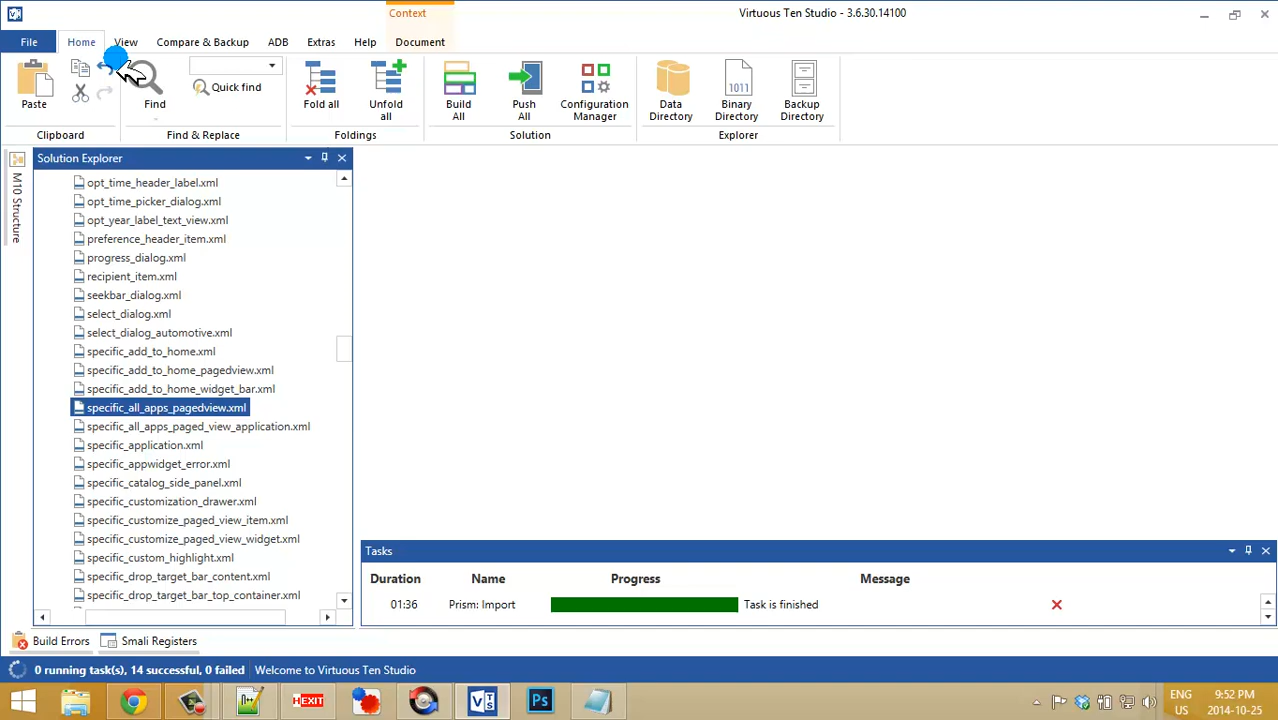 Context
Virtuous Ten Studio - 3.6.30.14100
File
Home
View
Compare & Backup
ADB
Extras
Help
Document
Paste
Find
Quick find
Fold all
Unfold all
Build All
Push All
Configuration Manager
Data Directory
Binary Directory
1011
Backup Directory
Clipboard
Find & Replace
Foldings
Solution
Explorer
M10 Structure
Solution Explorer
opt_time_header_label.xml
opt_time_picker_dialog.xml
opt_year_label_text_view.xml
preference_header_item.xml
progress_dialog.xml
recipient_item.xml
seekbar_dialog.xml
select_dialog.xml
select_dialog_automotive.xml
specific_add_to_home.xml
specific_add_to_home_pagedview.xml
specific_add_to_home_widget_bar.xml
specific_all_apps_pagedview.xml
specific_all_apps_paged_view_application.xml
specific_application.xml
specific_appwidget_error.xml
specific_catalog_side_panel.xml
specific_customization_drawer.xml
specific_customize_paged_view_item.xml
specific_customize_paged_view_widget.xml
specific_custom_highlight.xml
specific_drop_target_bar_content.xml
specific_drop_target_bar_top_container.xml
Tasks
Duration Name Progress Message
01:36 Prism: Import Task is finished
Build Errors
Smali Registers
0 running task(s), 14 successful, 0 failed
Welcome to Virtuous Ten Studio
HEXIT
VTS
Ps
ENG
US
9:52 PM
2014-10-25